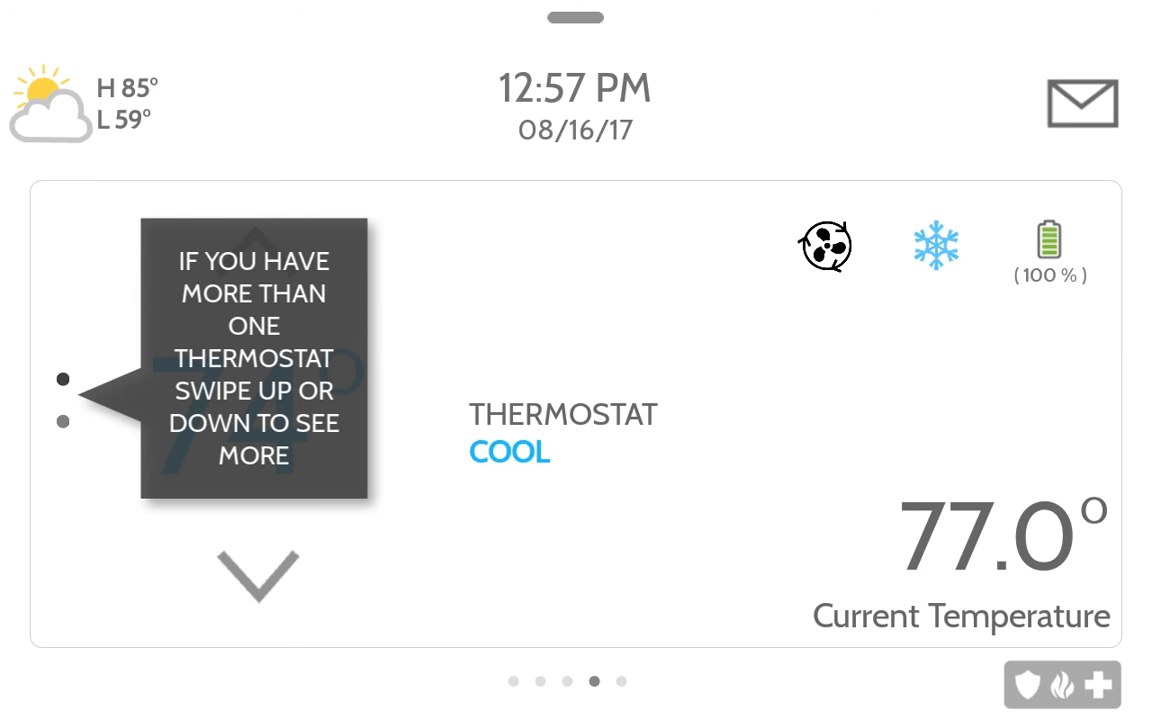 H 85°
L 59°
12:57 PM
08/16/17
IF YOU HAVE
MORE THAN
ONE
THERMOSTAT
SWIPE UP OR
DOWN TO SEE
MORE
74°
THERMOSTAT
COOL
(100 %)
77.0°
Current Temperature